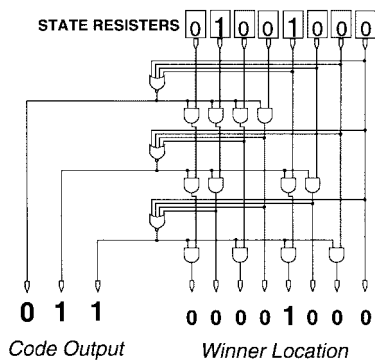 STATE RESISTERS 0 1 0 0 1 0 0 0
0 1 1 0 0 0 0 1 0 0 0
Code Output Winner Location